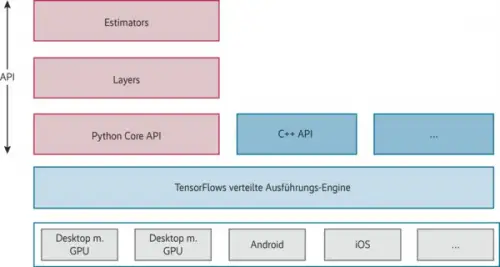 Estimators
API
Layers
Python Core API
C++ API
...
TensorFlows verteilte Ausführungs-Engine
Desktop m.
GPU
Desktop m.
GPU
Android
iOS
...